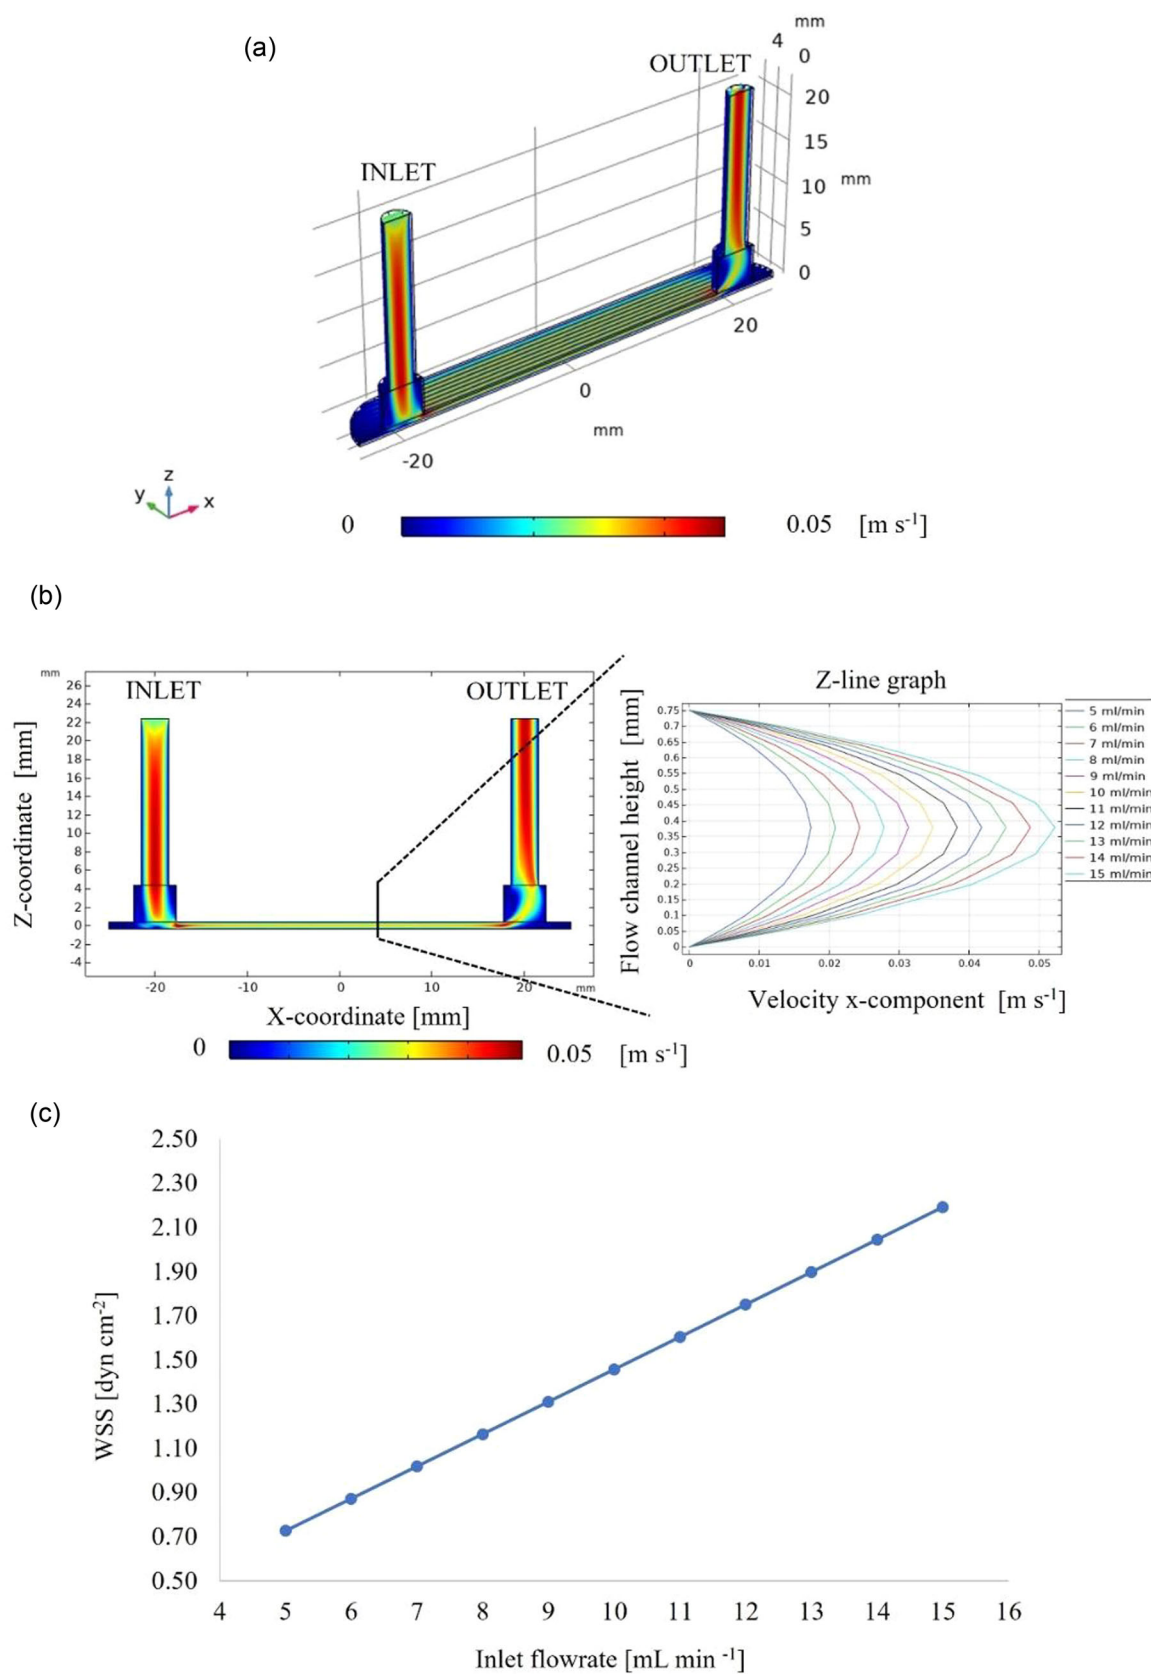 (a)
mm
4
0
OUTLET
20
15
INLET
10 mm
5
0
20
0
mm
-20
z
y
x
0 0.05 [m s-1]
(b)
mm
26
24
22
20
18
16
14
12
10
8
6
4
2
0
-2
-4
INLET OUTLET
Z-coordinate [mm]
-20 -10 0 10 20 mm
X-coordinate [mm]
0 0.05 [m s-1]
Z-line graph
Flow channel height [mm]
0.75
0.7
0.65
0.6
0.55
0.5
0.45
0.4
0.35
0.3
0.25
0.2
0.15
0.1
0.05
0
0 0.01 0.02 0.03 0.04 0.05
Velocity x-component [m s-1]
5 ml/min
6 ml/min
7 ml/min
8 ml/min
9 ml/min
10 ml/min
11 ml/min
12 ml/min
13 ml/min
14 ml/min
15 ml/min
(c)
2.50
2.30
2.10
1.90
1.70
1.50
1.30
1.10
0.90
0.70
0.50
WSS [dyn cm-2]
4 5 6 7 8 9 10 11 12 13 14 15 16
Inlet flowrate [mL min -1]